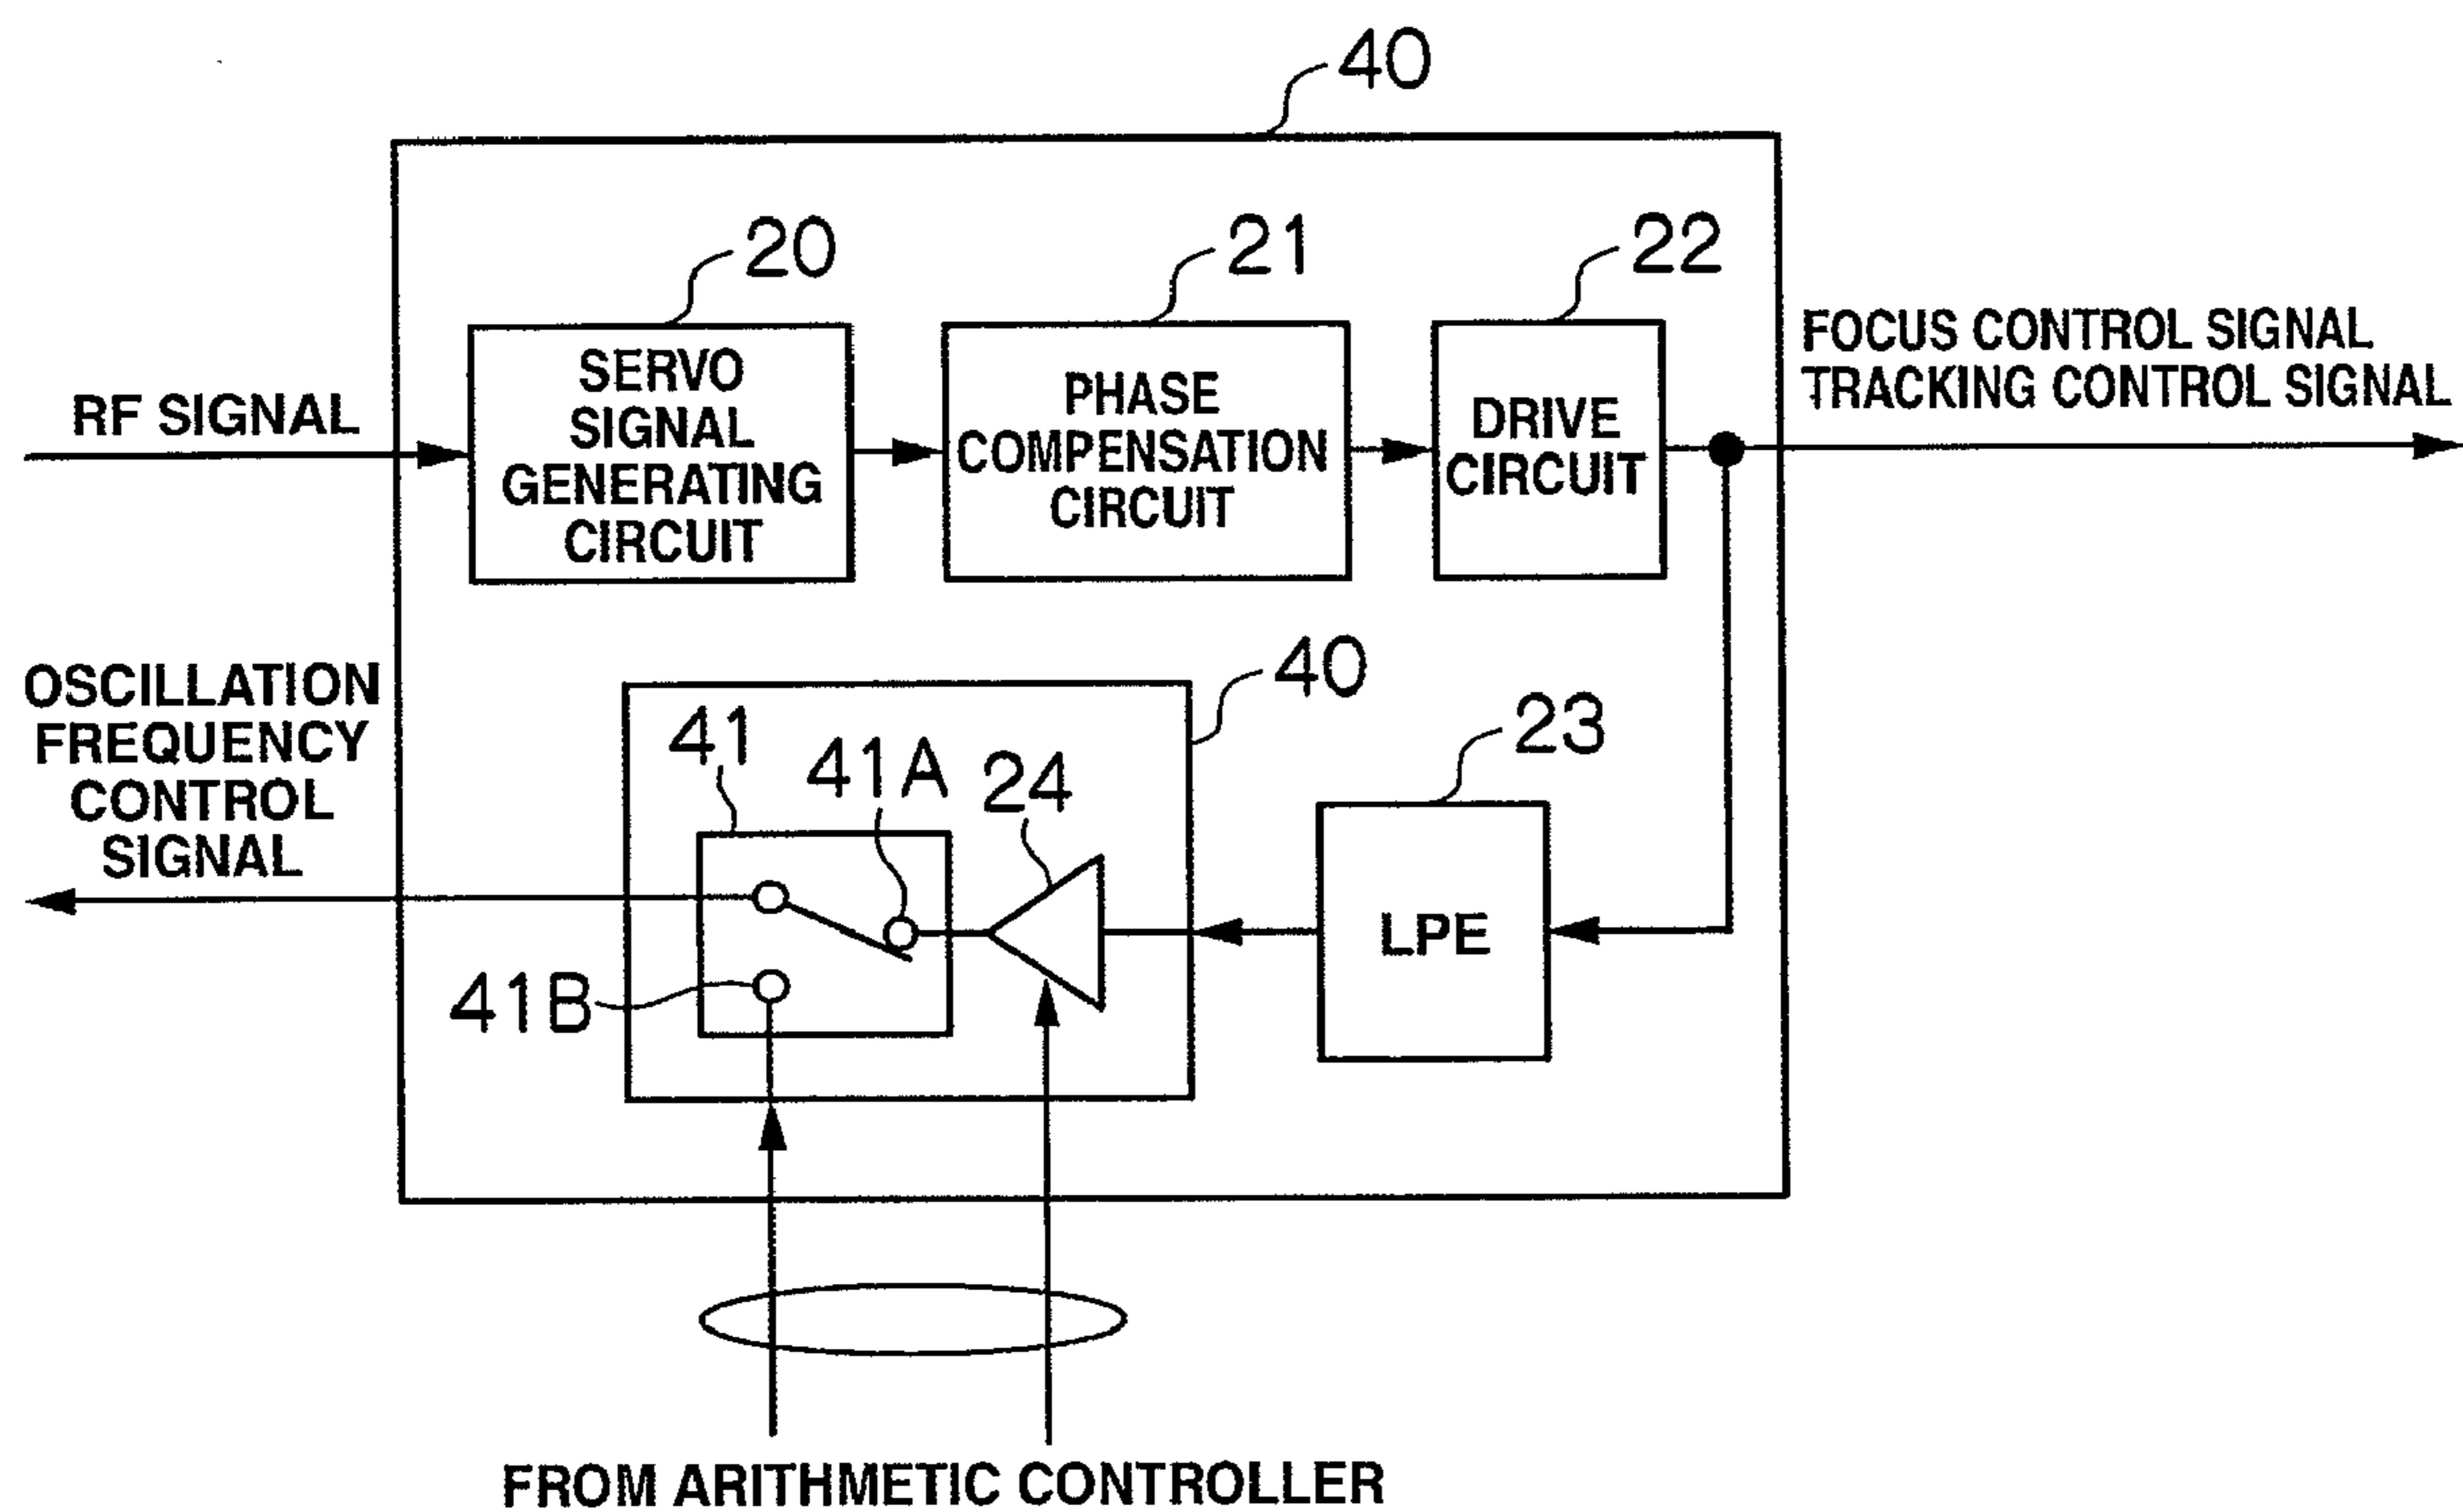 40
20
21
22
RF SIGNAL
SERVO
SIGNAL
GENERATING
CIRCUIT
PHASE
COMPENSATION
CIRCUIT
DRIVE
CIRCUIT
FOCUS CONTROL SIGNAL
TRACKING CONTROL SIGNAL
OSCILLATION
FREQUENCY
CONTROL
SIGNAL
40
41
41A
24
23
LPE
41B
FROM ARITHMETIC CONTROLLER